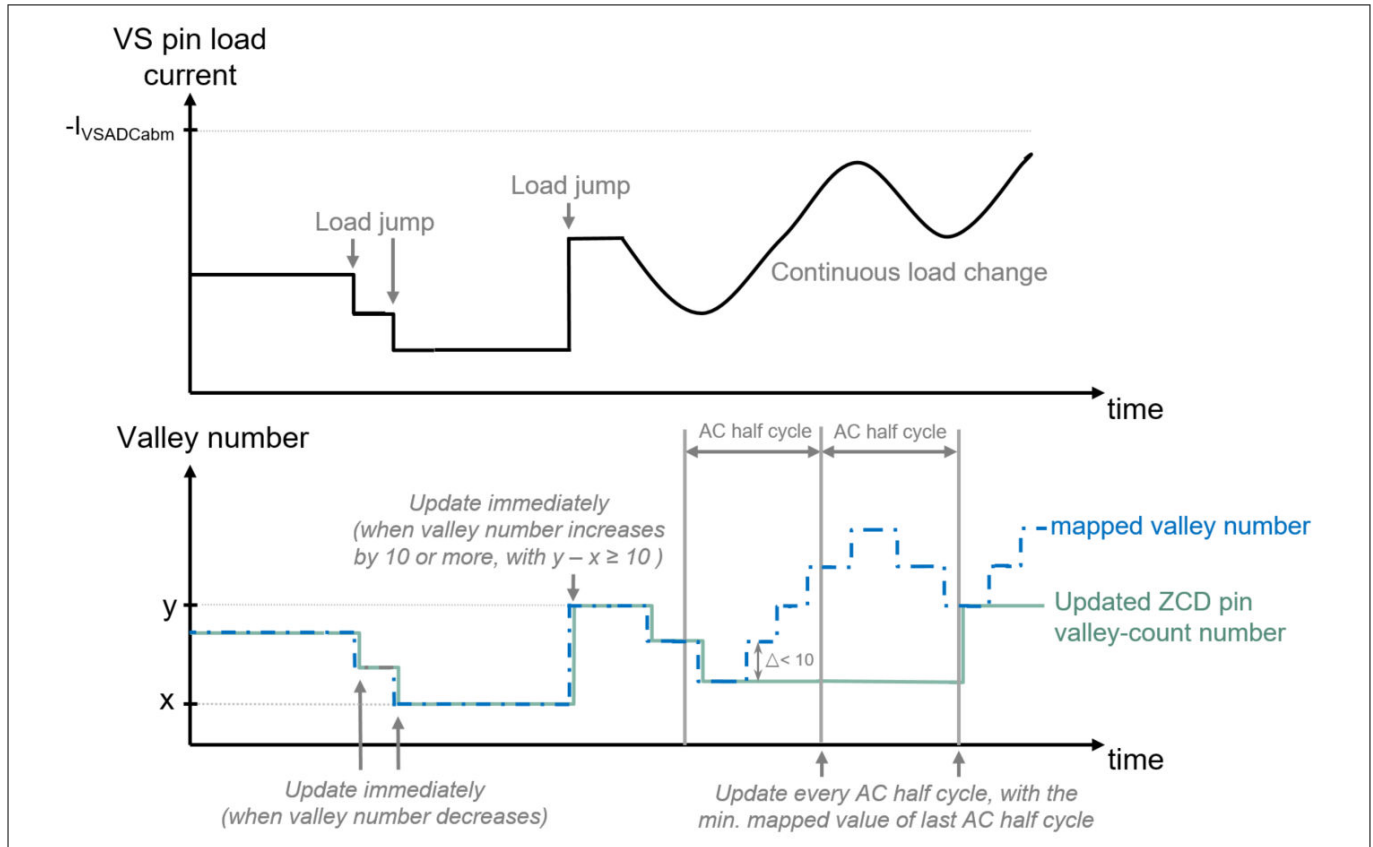 VS pin load
current
-I_VSADCabm
Load jump
Load jump
Continuous load change
time
Valley number
AC half cycle
AC half cycle
Update immediately
(when valley number increases
by 10 or more, with y – x ≥ 10 )
mapped valley number
y
Updated ZCD pin
valley-count number
△< 10
x
time
Update immediately
(when valley number decreases)
Update every AC half cycle, with the
min. mapped value of last AC half cycle